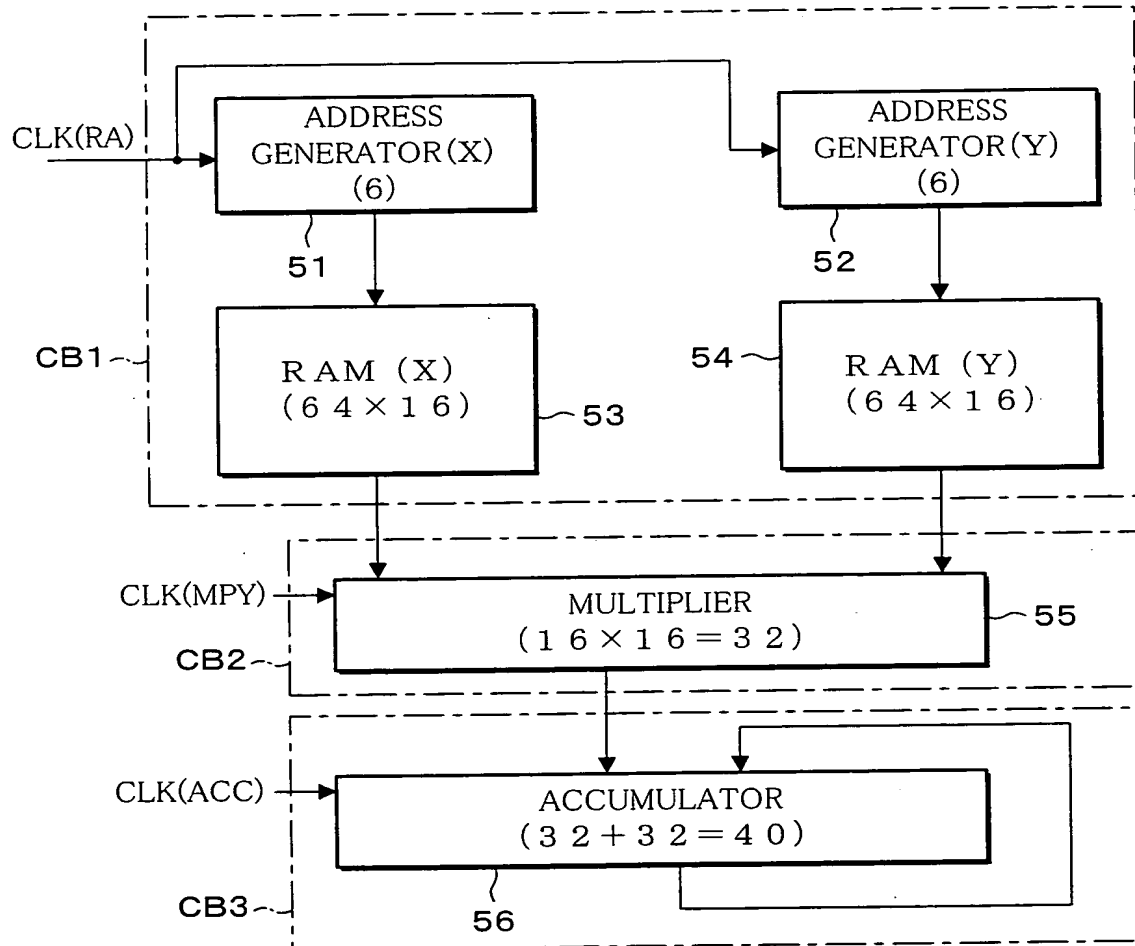 CLK(RA)
ADDRESS
GENERATOR(X)
(6)
51
ADDRESS
GENERATOR(Y)
(6)
52
CB1
RAM (X)
(64×16)
53
54
RAM (Y)
(64×16)
CLK(MPY)
MULTIPLIER
(16×16=32)
55
CB2
CLK(ACC)
ACCUMULATOR
(32+32=40)
CB3
56